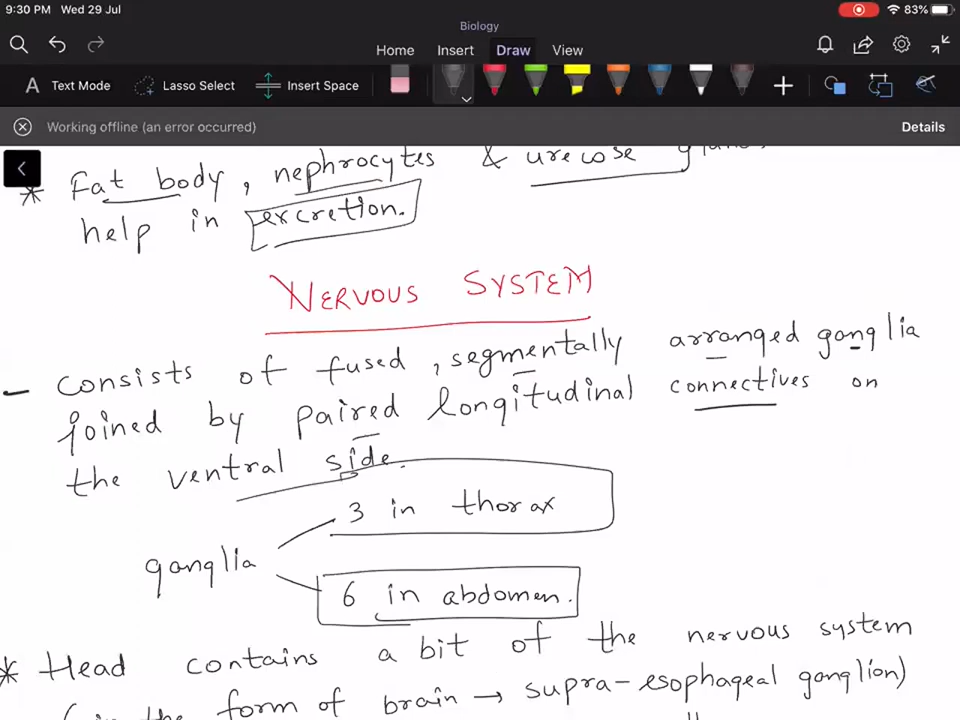 9:30 PM Wed 29 Jul
83%
Biology
Home Insert Draw View
Text Mode Lasso Select Insert Space
Working offline (an error occurred) Details
* Fat body, nephrocytes & urecose
help in excretion.
NERVOUS SYSTEM
- consists of fused, segmentally arranged ganglia
joined by paired longitudinal connectives on
the ventral side.
3 in thorax
ganglia
6 in abdomen.
* Head contains a bit of the nervous system
(in the form of brain → supra-esophageal ganglion)